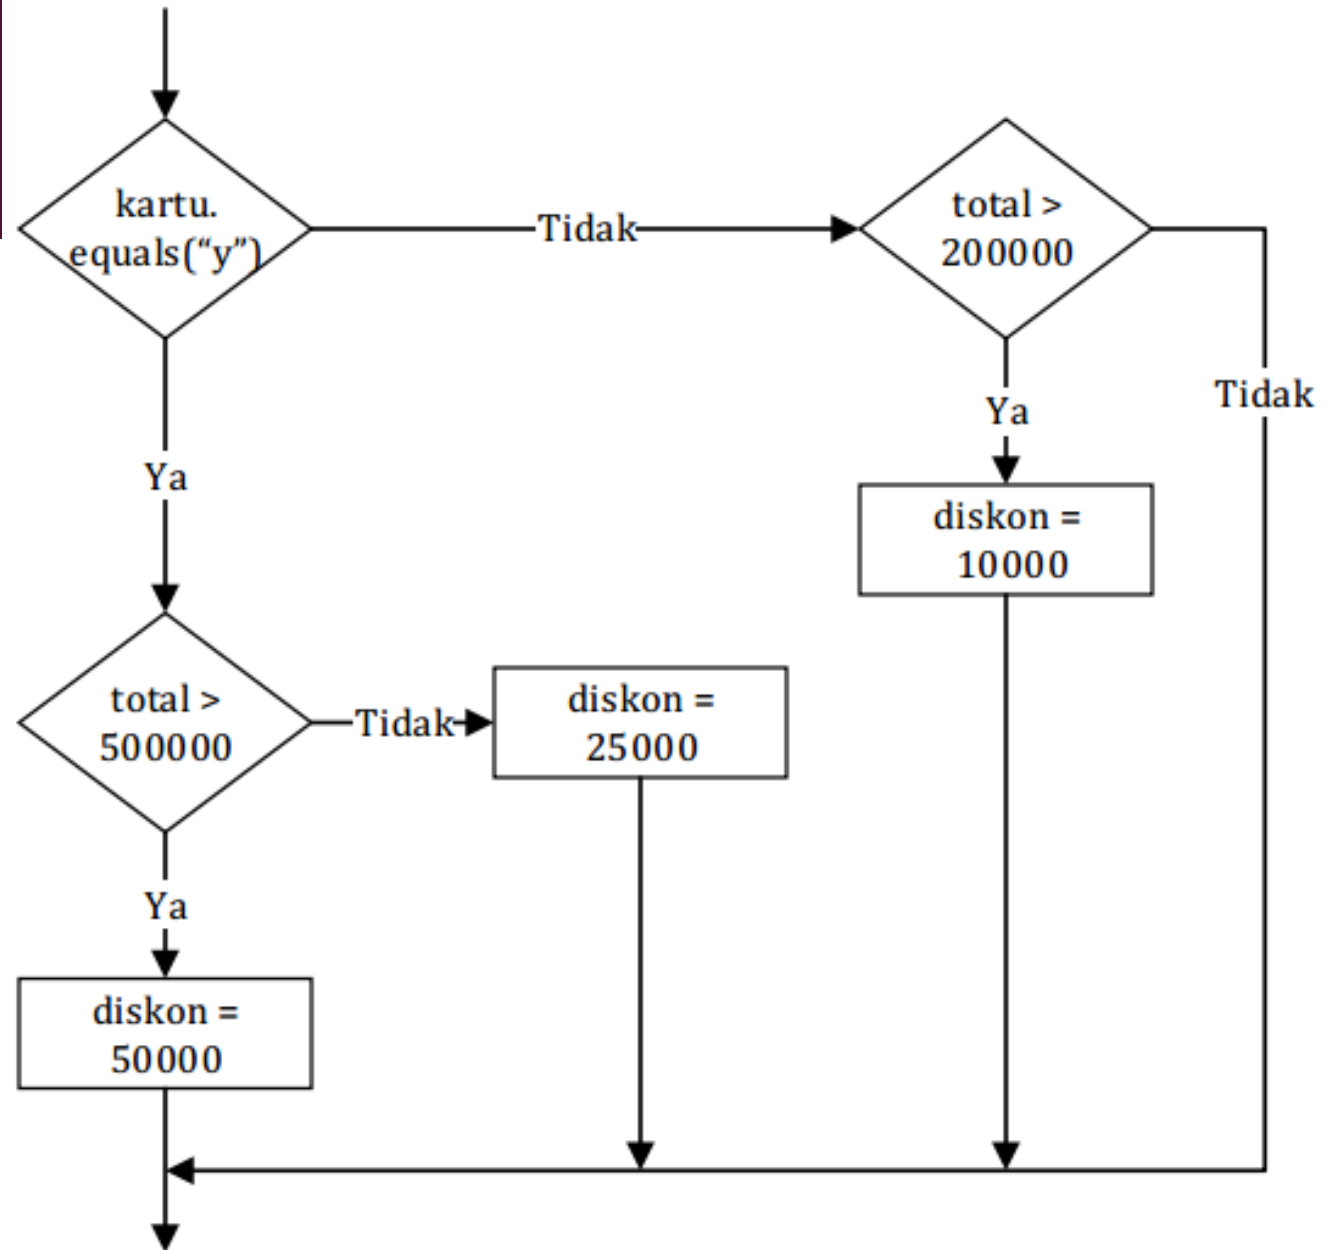 kartu.
equals(“y”)
Tidak
total >
200000
Tidak
Ya
Ya
diskon =
10000
total >
500000
Tidak
diskon =
25000
Ya
diskon =
50000